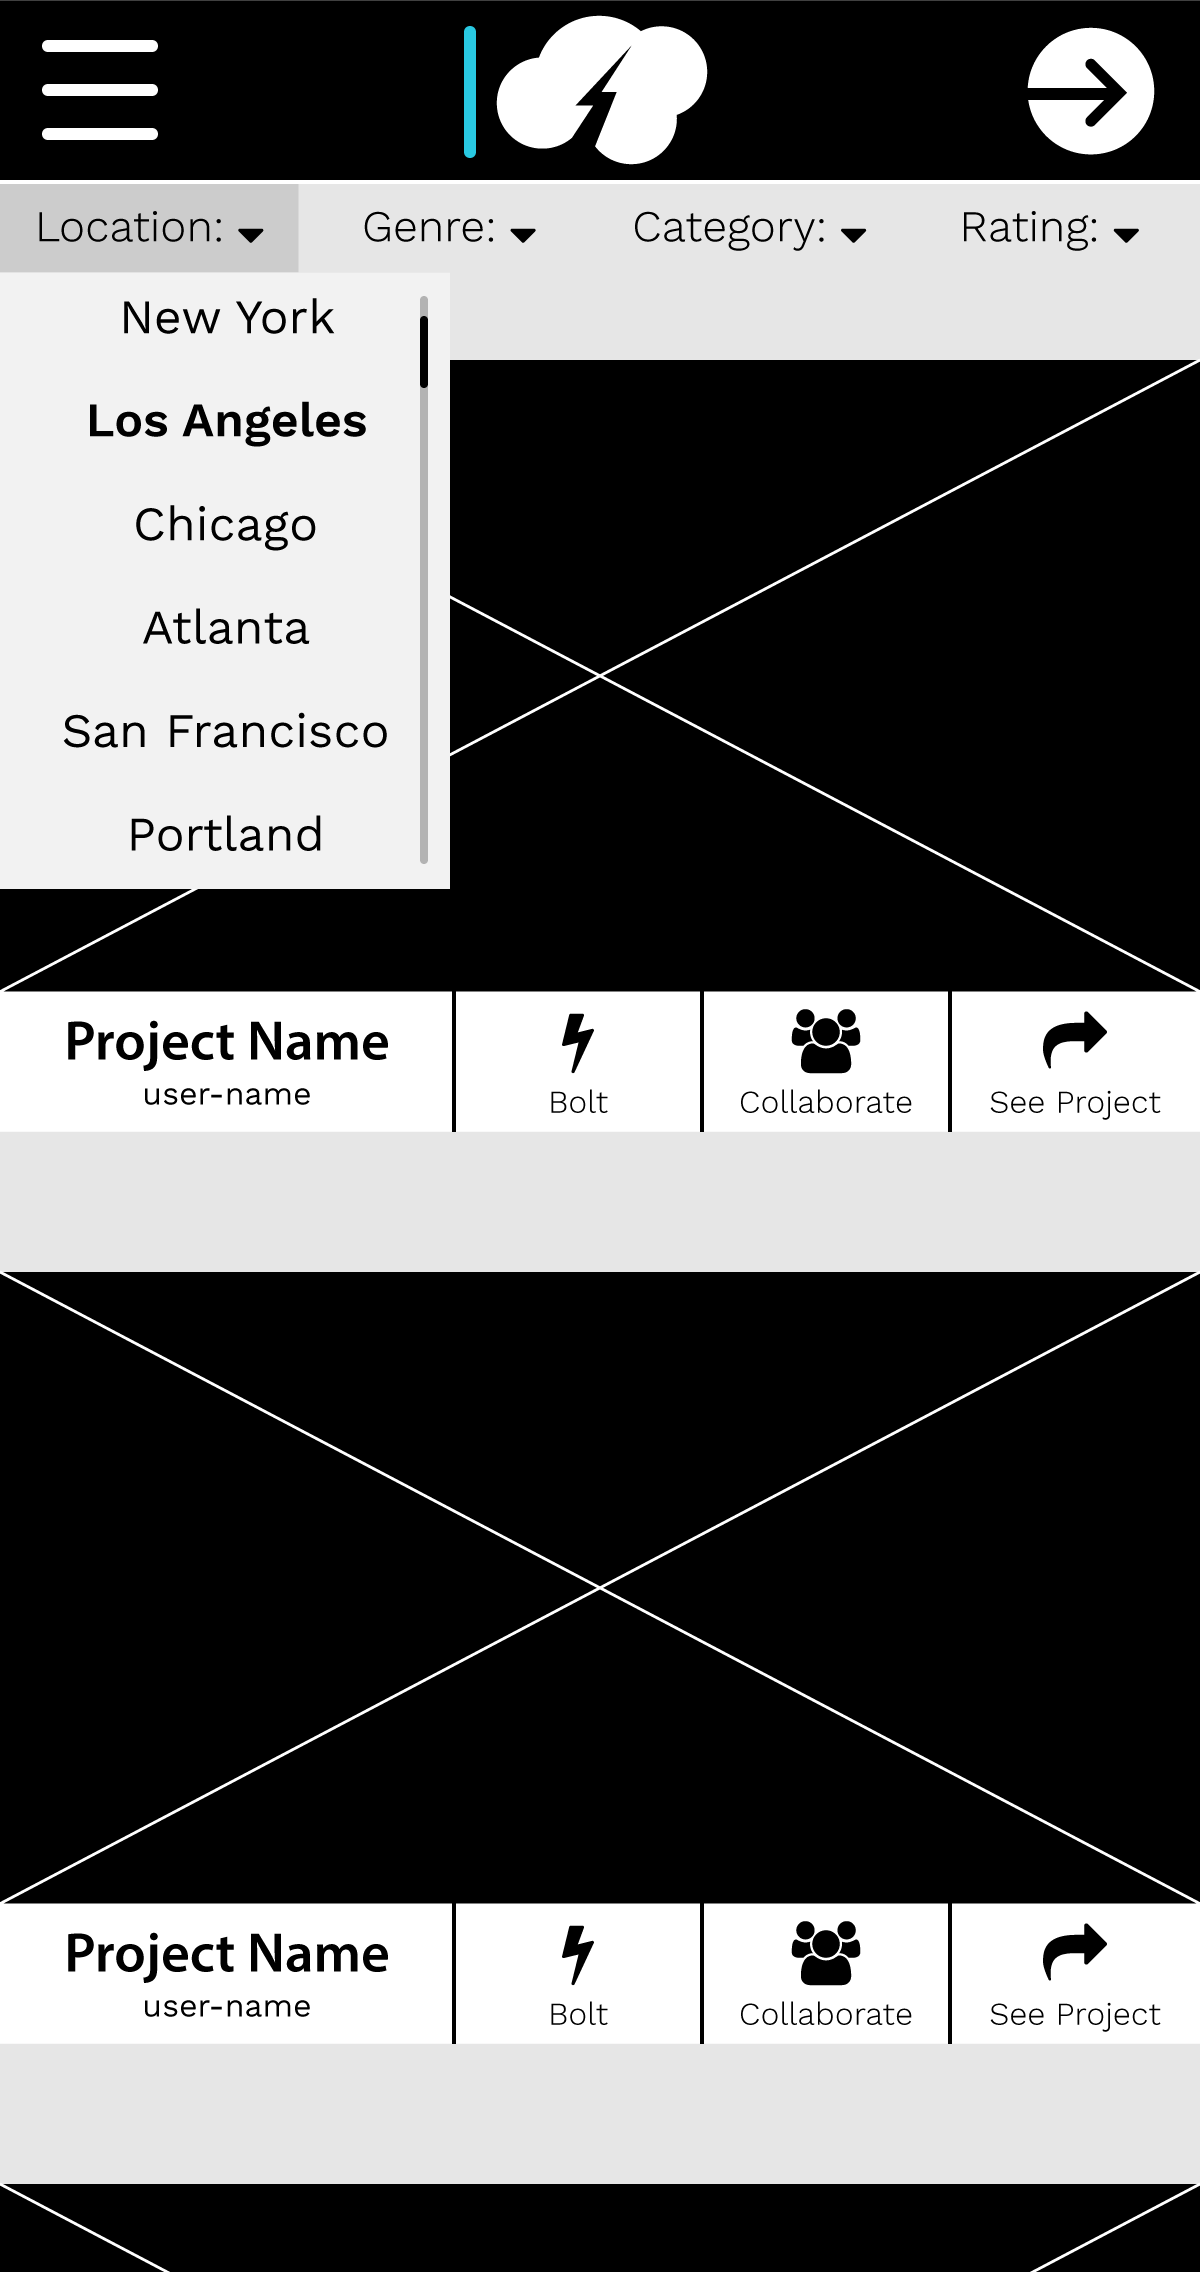 Location: Genre: Category: Rating:
New York
Los Angeles
Chicago
Atlanta
San Francisco
Portland
Project Name
user-name
Bolt
Collaborate
See Project
Project Name
user-name
Bolt
Collaborate
See Project